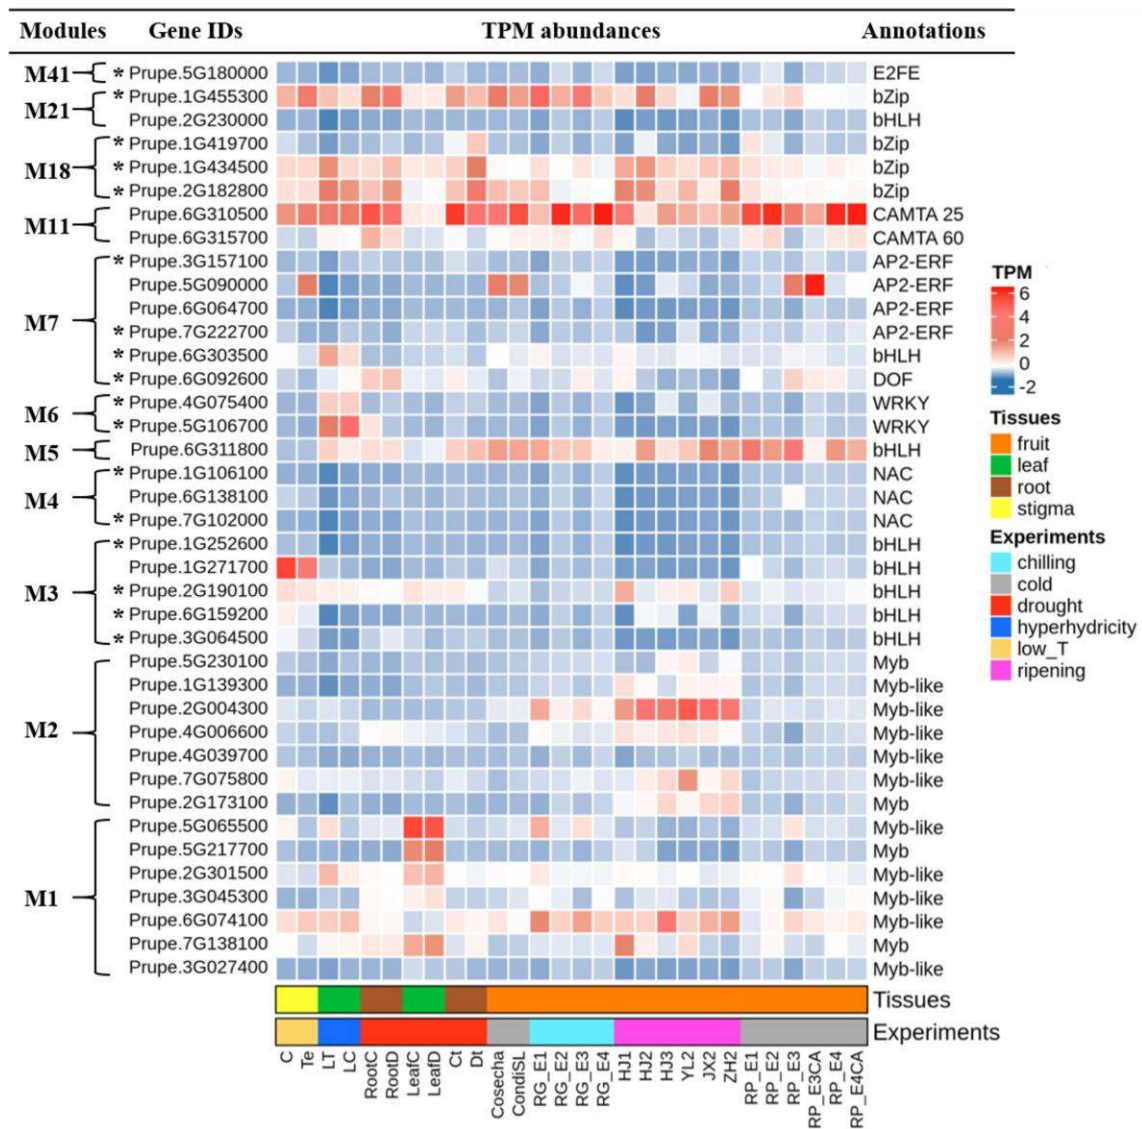 Modules Gene IDs TPM abundances Annotations
M41 * Prupe.5G180000 E2FE
M21 * Prupe.1G455300 bZip
Prupe.2G230000 bHLH
M18 * Prupe.1G419700 bZip
* Prupe.1G434500 bZip
* Prupe.2G182800 bZip
M11 Prupe.6G310500 CAMTA 25
Prupe.6G315700 CAMTA 60
M7 * Prupe.3G157100 AP2-ERF
Prupe.5G090000 AP2-ERF
Prupe.6G064700 AP2-ERF
* Prupe.7G222700 AP2-ERF
* Prupe.6G303500 bHLH
* Prupe.6G092600 DOF
M6 * Prupe.4G075400 WRKY
* Prupe.5G106700 WRKY
M5 Prupe.6G311800 bHLH
M4 * Prupe.1G106100 NAC
Prupe.6G138100 NAC
* Prupe.7G102000 NAC
M3 * Prupe.1G252600 bHLH
Prupe.1G271700 bHLH
* Prupe.2G190100 bHLH
* Prupe.6G159200 bHLH
* Prupe.3G064500 bHLH
M2 Prupe.5G230100 Myb
Prupe.1G139300 Myb-like
Prupe.2G004300 Myb-like
Prupe.4G006600 Myb-like
Prupe.4G039700 Myb-like
Prupe.7G075800 Myb-like
Prupe.2G173100 Myb
M1 Prupe.5G065500 Myb-like
Prupe.5G217700 Myb
Prupe.2G301500 Myb-like
Prupe.3G045300 Myb-like
Prupe.6G074100 Myb-like
Prupe.7G138100 Myb
Prupe.3G027400 Myb-like
Tissues
Experiments
C Te LT LC RootC RootD LeafC LeafD Ct Dt Cosecha CondiSL RG_E1 RG_E2 RG_E3 RG_E4 HJ1 HJ2 HJ3 YL2 JX2 ZH2 RP_E1 RP_E2 RP_E3 RP_E3CA RP_E4 RP_E4CA
TPM
6
4
2
0
-2
Tissues
fruit
leaf
root
stigma
Experiments
chilling
cold
drought
hyperhydricity
low_T
ripening